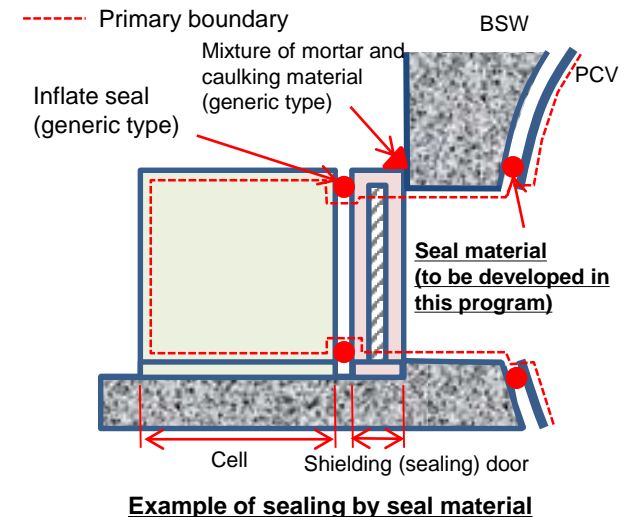 Primary boundary
BSW
Mixture of mortar and
caulking material
(generic type)
PCV
Inflate seal
(generic type)
Seal material
(to be developed in
this program)
Cell
Shielding (sealing) door
Example of sealing by seal material